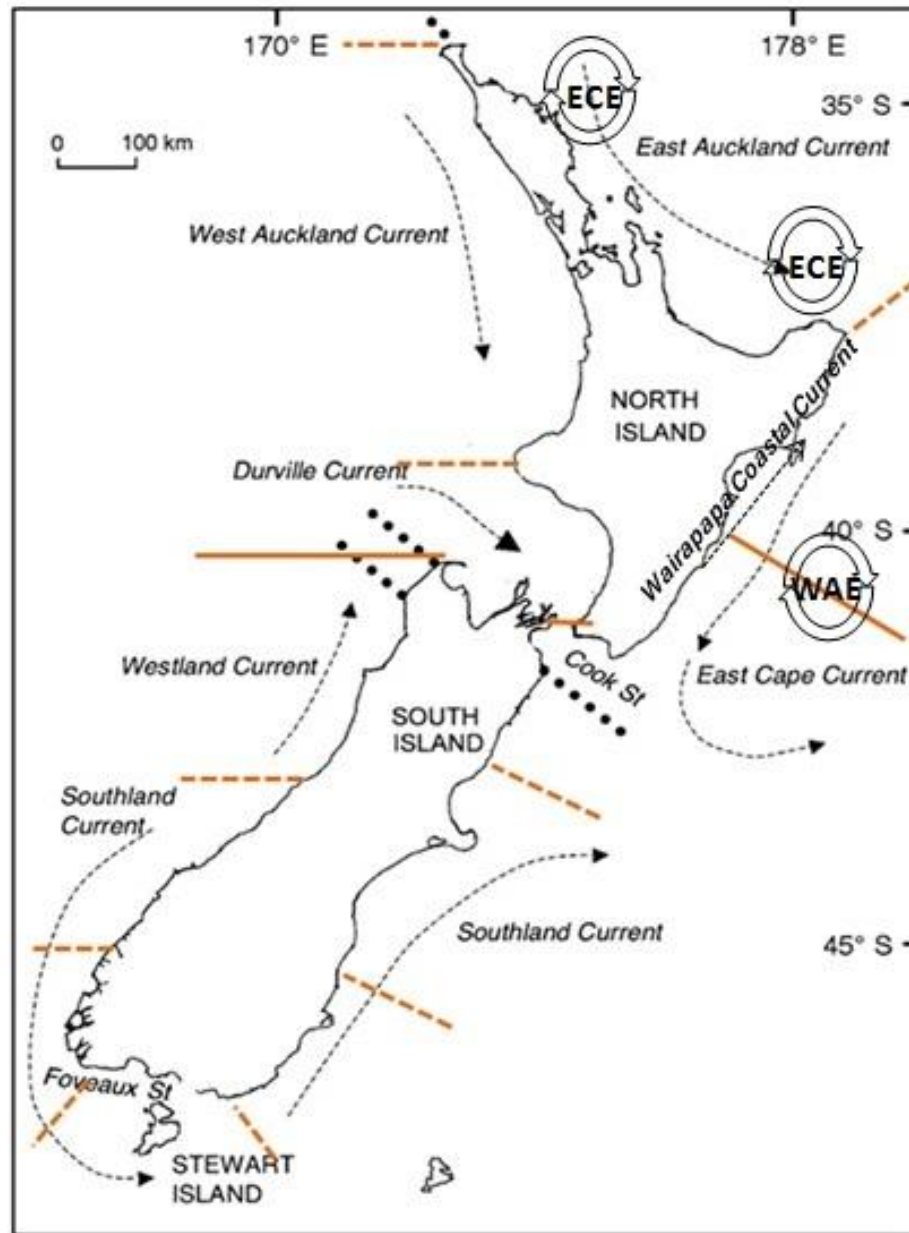 170° E
178° E
ECE
35° S
0 100 km
East Auckland Current
West Auckland Current
ECE
NORTH
ISLAND
Wairapapa Coastal Current
Durville Current
40° S
WAE
Westland Current
Cook St
East Cape Current
SOUTH
ISLAND
Southland
Current
Southland Current
45° S
Foveaux St
STEWART
ISLAND